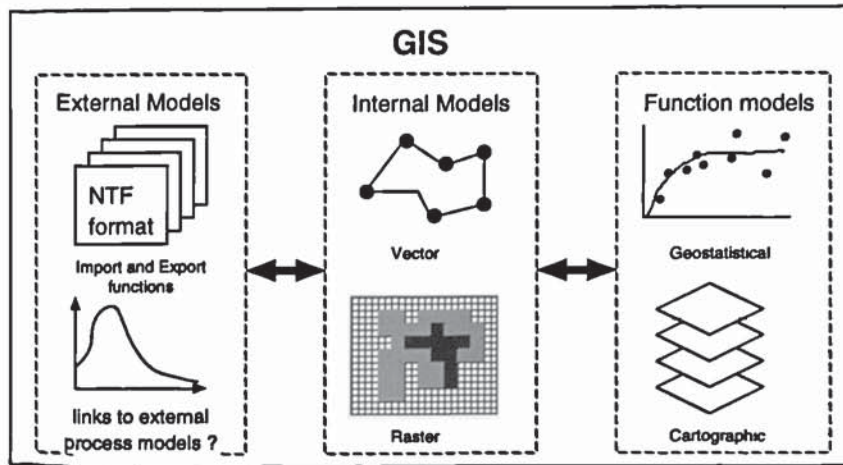 GIS
External Models
NTF
format
Import and Export
functions
links to external
process models ?
Internal Models
Vector
Raster
Function models
Geostatistical
Cartographic